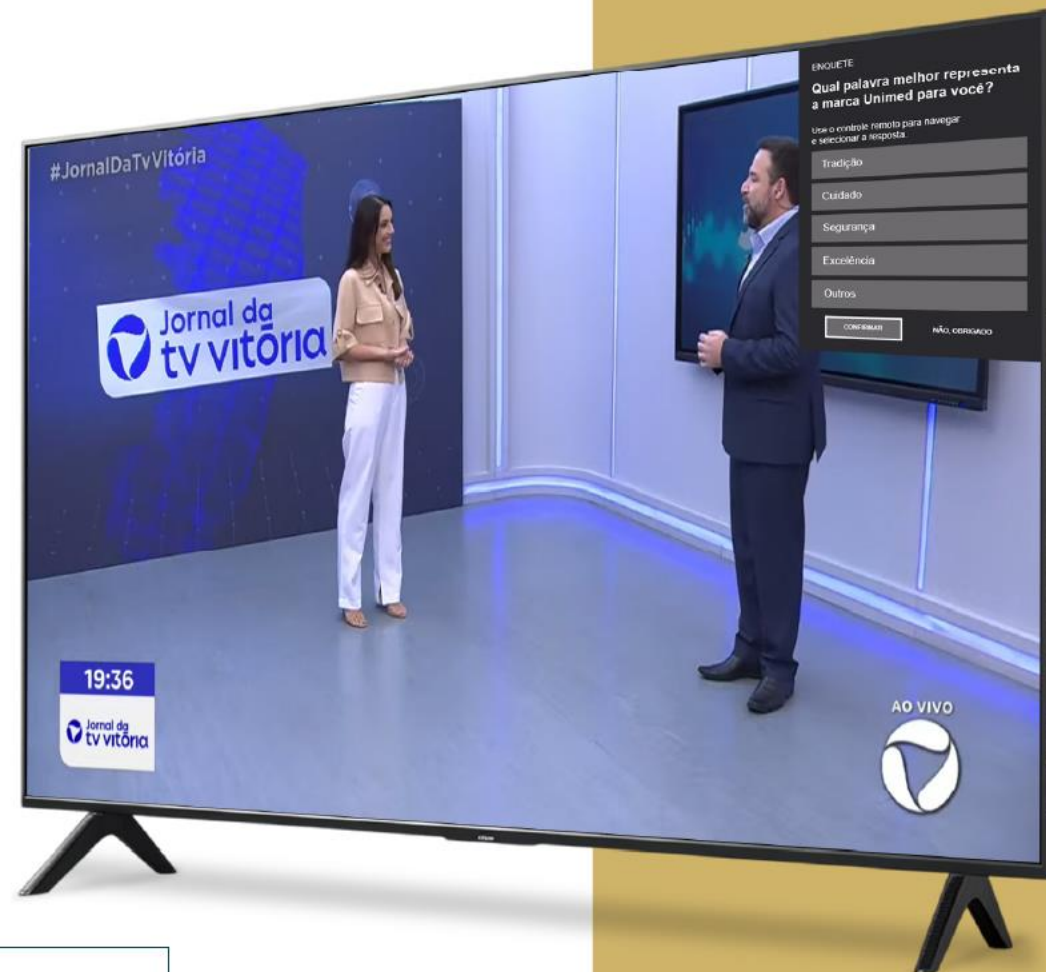 #JornalDaTvVitória
Jornal da
tv vitória
19:36
Jornal da
tv vitória
AO VIVO
ENQUETE
Qual palavra melhor representa
a marca Unimed para você?
Use o controle remoto para navegar
e selecionar a resposta.
Tradição
Cuidado
Segurança
Excelência
Outros
CONFIRMAR
NÃO, OBRIGADO